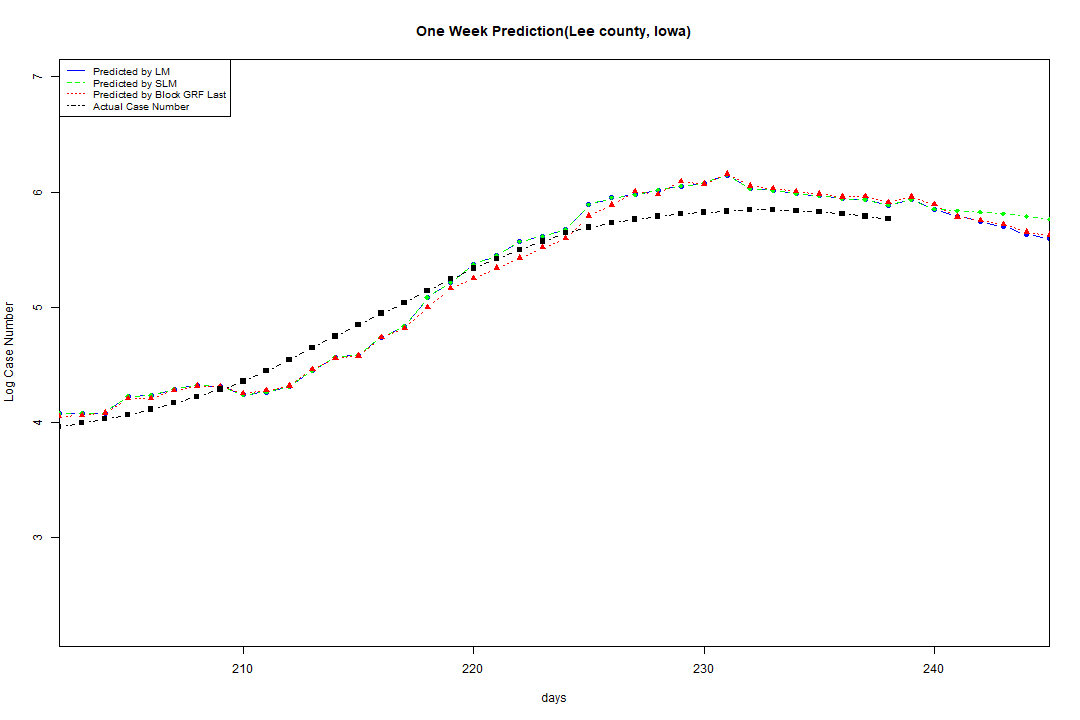 One Week Prediction(Lee county, Iowa)
Predicted by LM
Predicted by SLM
Predicted by Block GRF Last
Actual Case Number
7
6
5
4
3
Log Case Number
210 220 230 240
days